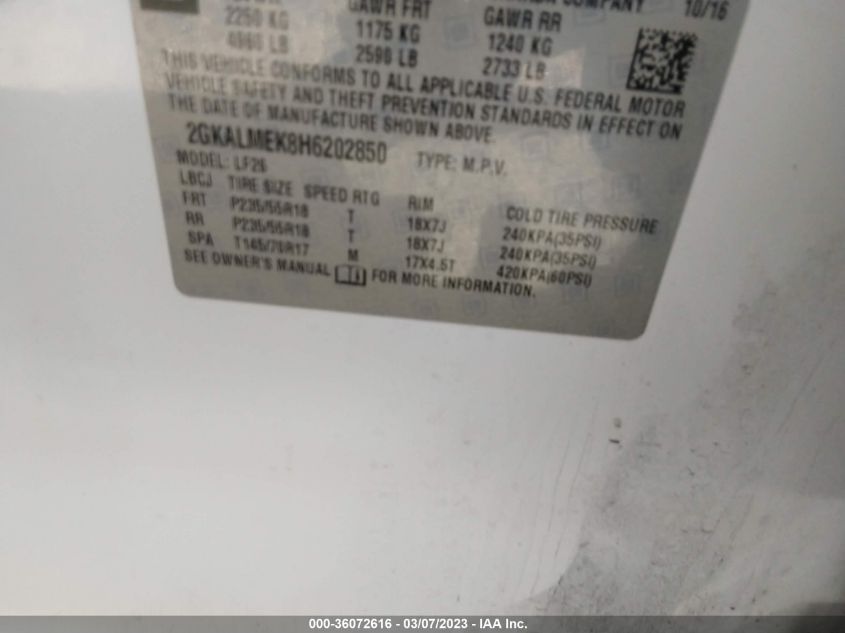 GAWR FRT GAWR RR COMPANY 10/16
2250 KG 1175 KG 1240 KG
4960 LB 2590 LB 2733 LB
THIS VEHICLE CONFORMS TO ALL APPLICABLE U.S. FEDERAL MOTOR
VEHICLE SAFETY AND THEFT PREVENTION STANDARDS IN EFFECT ON
THE DATE OF MANUFACTURE SHOWN ABOVE.
2GKALMEK8H6202850 TYPE: M.P.V.
MODEL: LF26
LBCJ TIRE SIZE SPEED RTG RIM COLD TIRE PRESSURE
FRT P235/55R18 T 18X7J 240KPA(35PSI)
RR P235/55R18 T 18X7J 240KPA(35PSI)
SPA T145/70R17 M 17X4.5T 420KPA(60PSI)
SEE OWNER'S MANUAL FOR MORE INFORMATION.
000-36072616 - 03/07/2023 - IAA Inc.